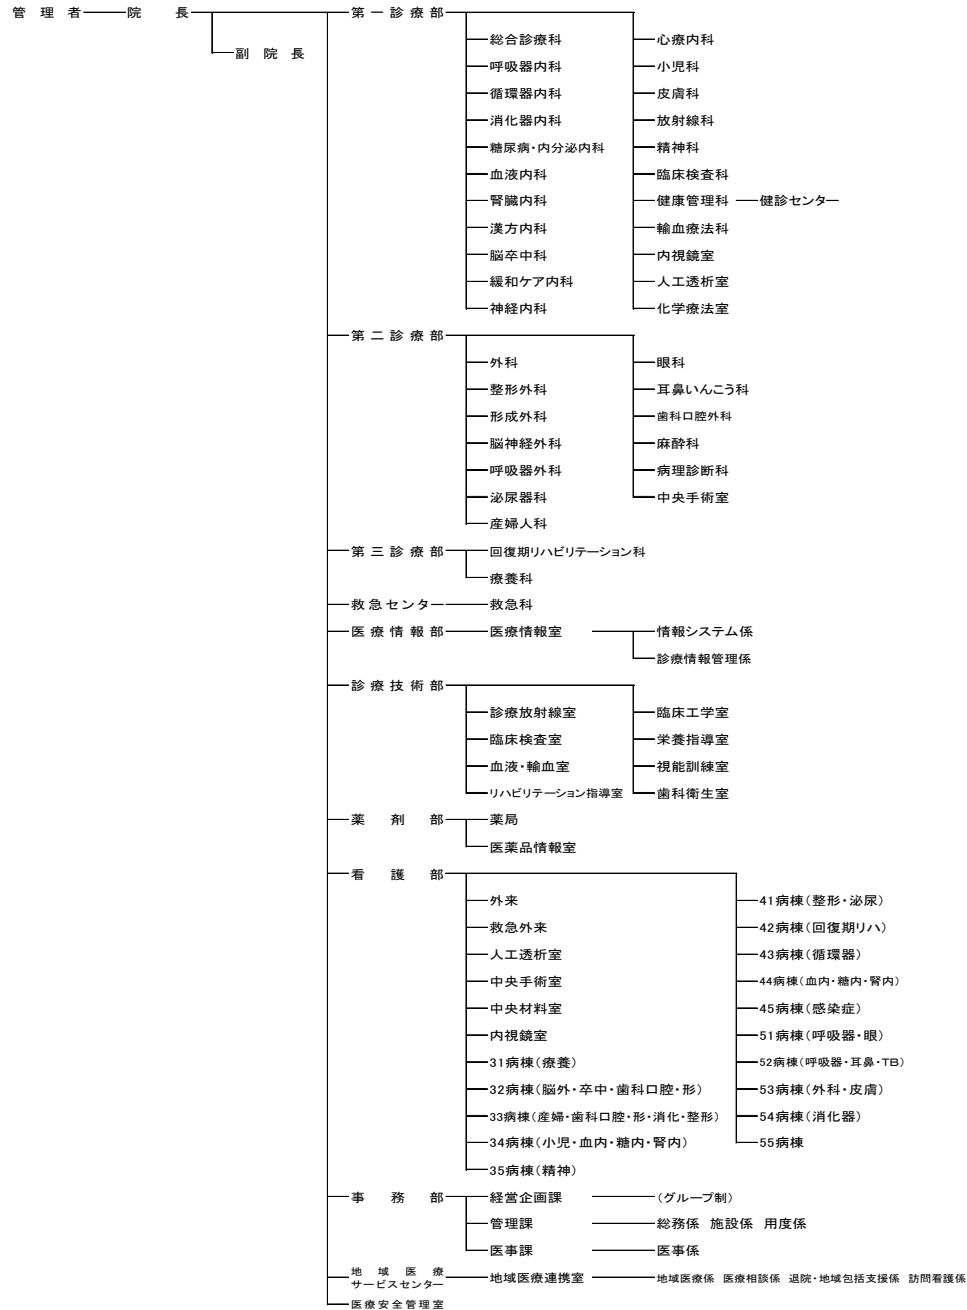 管理者 院長 第一診療部
副院長
総合診療科 心療内科
呼吸器内科 小児科
循環器内科 皮膚科
消化器内科 放射線科
糖尿病・内分泌内科 精神科
血液内科 臨床検査科
腎臓内科 健康管理科 健診センター
漢方内科 輸血療法科
脳卒中科 内視鏡室
緩和ケア内科 人工透析室
神経内科 化学療法室
第二診療部
外科 眼科
整形外科 耳鼻いんこう科
形成外科 歯科口腔外科
脳神経外科 麻酔科
呼吸器外科 病理診断科
泌尿器科 中央手術室
産婦人科
第三診療部 回復期リハビリテーション科
療養科
救急センター 救急科
医療情報部 医療情報室 情報システム係
診療情報管理係
診療技術部
診療放射線室 臨床工学室
臨床検査室 栄養指導室
血液・輸血室 視能訓練室
リハビリテーション指導室 歯科衛生室
薬剤部 薬局
医薬品情報室
看護部
外来 41病棟(整形・泌尿)
救急外来 42病棟(回復期リハ)
人工透析室 43病棟(循環器)
中央手術室 44病棟(血内・糖内・腎内)
中央材料室 45病棟(感染症)
内視鏡室 51病棟(呼吸器・眼)
31病棟(療養) 52病棟(呼吸器・耳鼻・TB)
32病棟(脳外・卒中・歯科口腔・形) 53病棟(外科・皮膚)
33病棟(産婦・歯科口腔・形・消化・整形) 54病棟(消化器)
34病棟(小児・血内・糖内・腎内) 55病棟
35病棟(精神)
事務部 経営企画課 (グループ制)
管理課 総務係 施設係 用度係
医事課 医事係
地域医療
サービスセンター 地域医療連携室 地域医療係 医療相談係 退院・地域包括支援係 訪問看護係
医療安全管理室